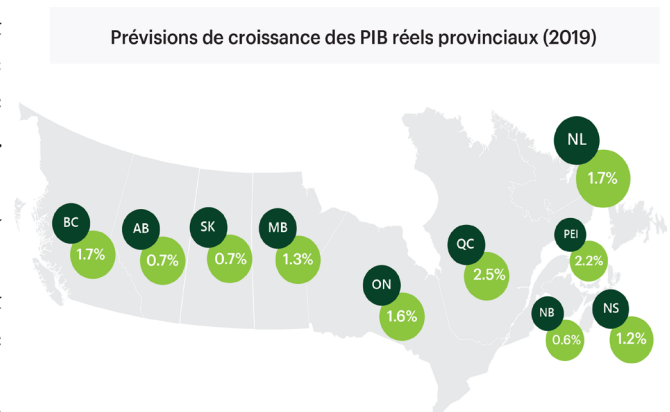 Prévisions de croissance des PIB réels provinciaux (2019)
NL
1.7%
BC
1.7%
AB
0.7%
SK
0.7%
MB
1.3%
ON
1.6%
QC
2.5%
PEI
2.2%
NB
0.6%
NS
1.2%